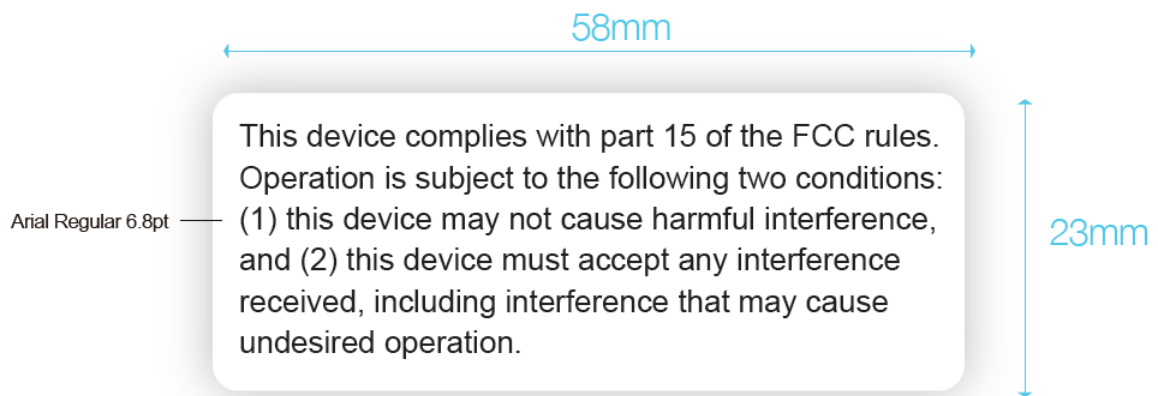 58mm
This device complies with part 15 of the FCC rules.
Operation is subject to the following two conditions:
Arial Regular 6.8pt
(1) this device may not cause harmful interference,
and (2) this device must accept any interference
received, including interference that may cause
undesired operation.
23mm